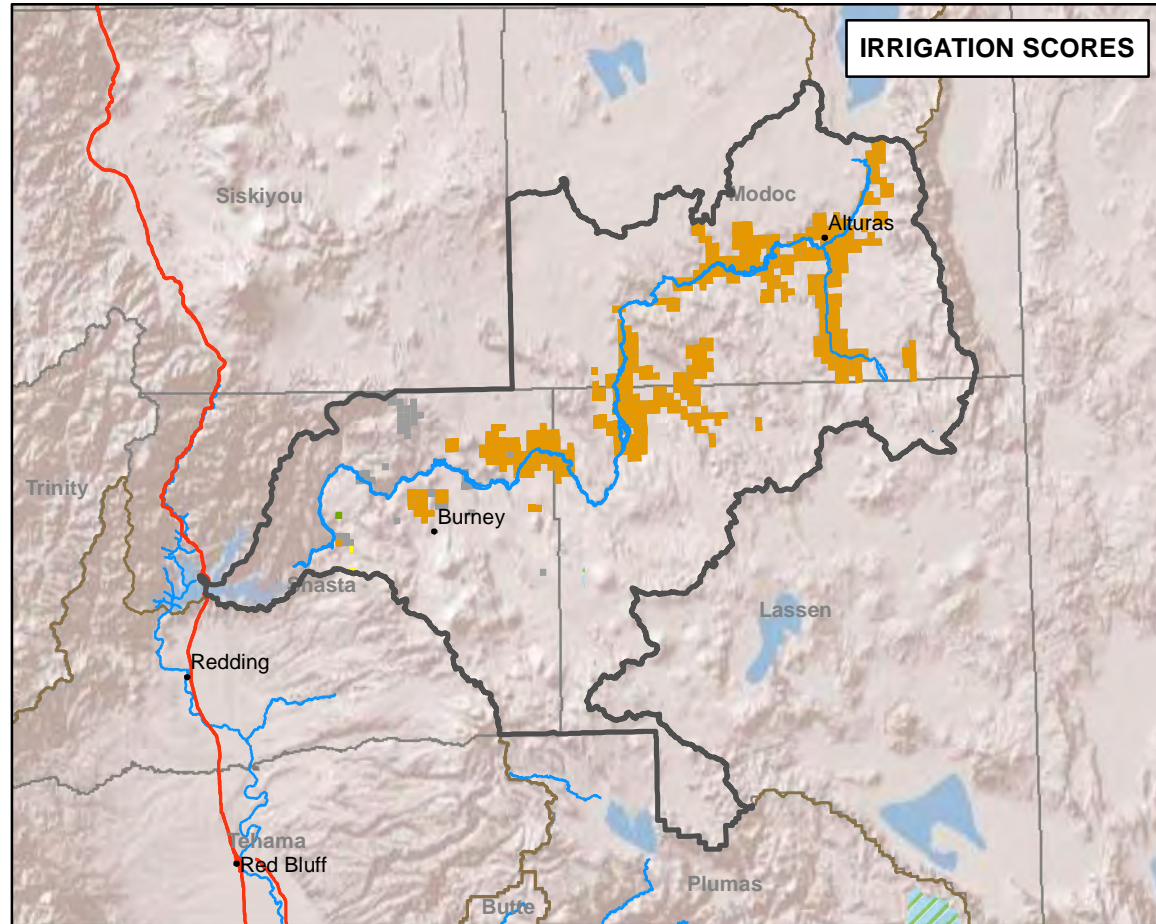 IRRIGATION SCORES
Siskiyou
Modoc
Alturas
Trinity
Burney
Shasta
Lassen
Redding
Tehama
Red Bluff
Plumas
Butte